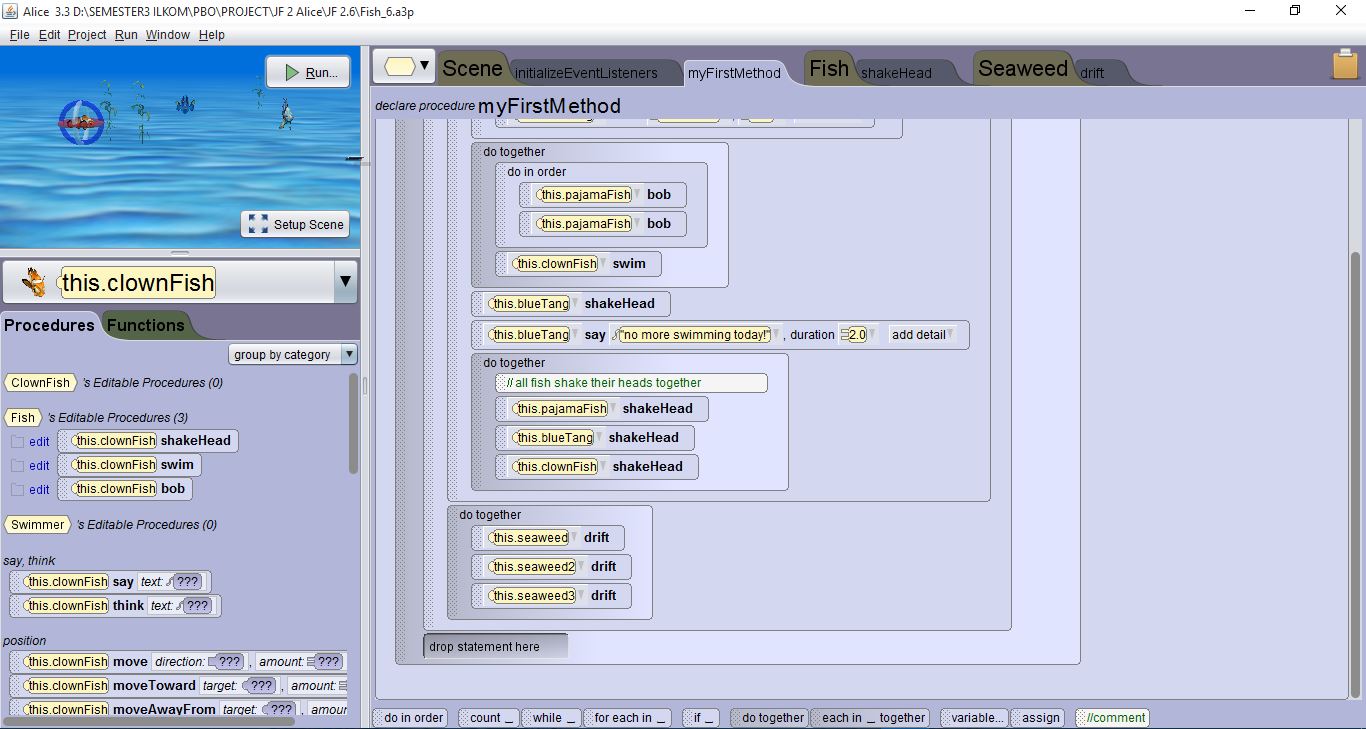 Alice 3.3 D:\SEMESTER3 ILKOM\PBO\PROJECT\JF 2 Alice\JF 2.6\Fish_6.a3p
File Edit Project Run Window Help
Run...
Setup Scene
this.clownFish
Procedures Functions
group by category
ClownFish 's Editable Procedures (0)
Fish 's Editable Procedures (3)
edit this.clownFish shakeHead
edit this.clownFish swim
edit this.clownFish bob
Swimmer 's Editable Procedures (0)
say, think
this.clownFish say text: ???
this.clownFish think text: ???
position
this.clownFish move direction: ??? , amount: ???
this.clownFish moveToward target: ??? , amount:
this.clownFish moveAwayFrom target: ??? , amour
Scene initializeEventListeners myFirstMethod Fish shakeHead Seaweed drift
declare procedure myFirstMethod
do together
do in order
this.pajamaFish bob
this.pajamaFish bob
this.clownFish swim
this.blueTang shakeHead
this.blueTang say "no more swimming today!" , duration 2.0 add detail
do together
// all fish shake their heads together
this.pajamaFish shakeHead
this.blueTang shakeHead
this.clownFish shakeHead
do together
this.seaweed drift
this.seaweed2 drift
this.seaweed3 drift
drop statement here
do in order count _ while _ for each in _ if _ do together each in _ together variable... assign //comment